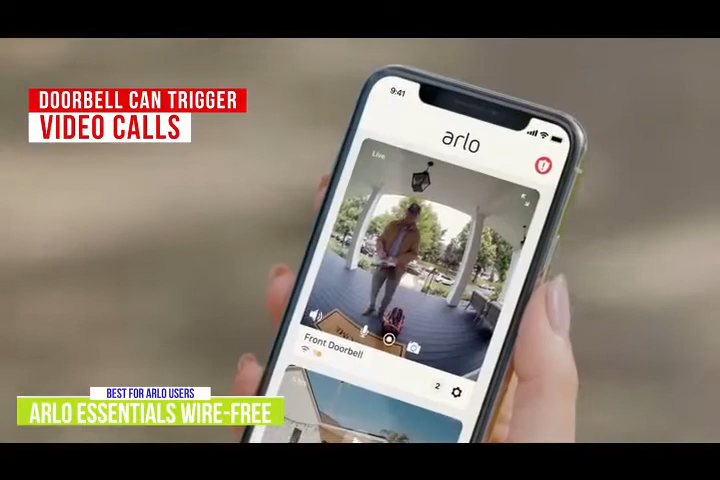 DOORBELL CAN TRIGGER
VIDEO CALLS
9:41
arlo
Live
Front Doorbell
2
BEST FOR ARLO USERS
ARLO ESSENTIALS WIRE-FREE